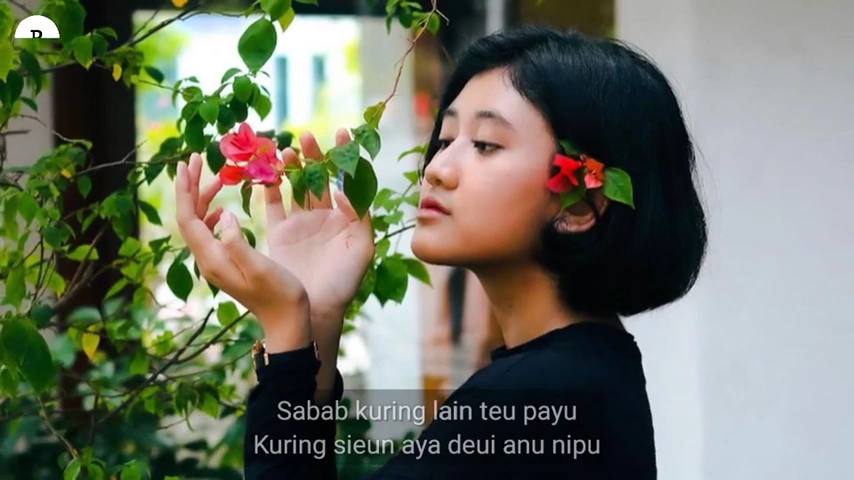 Sabab kuring lain teu payu
Kuring sieun aya deui anu nipu